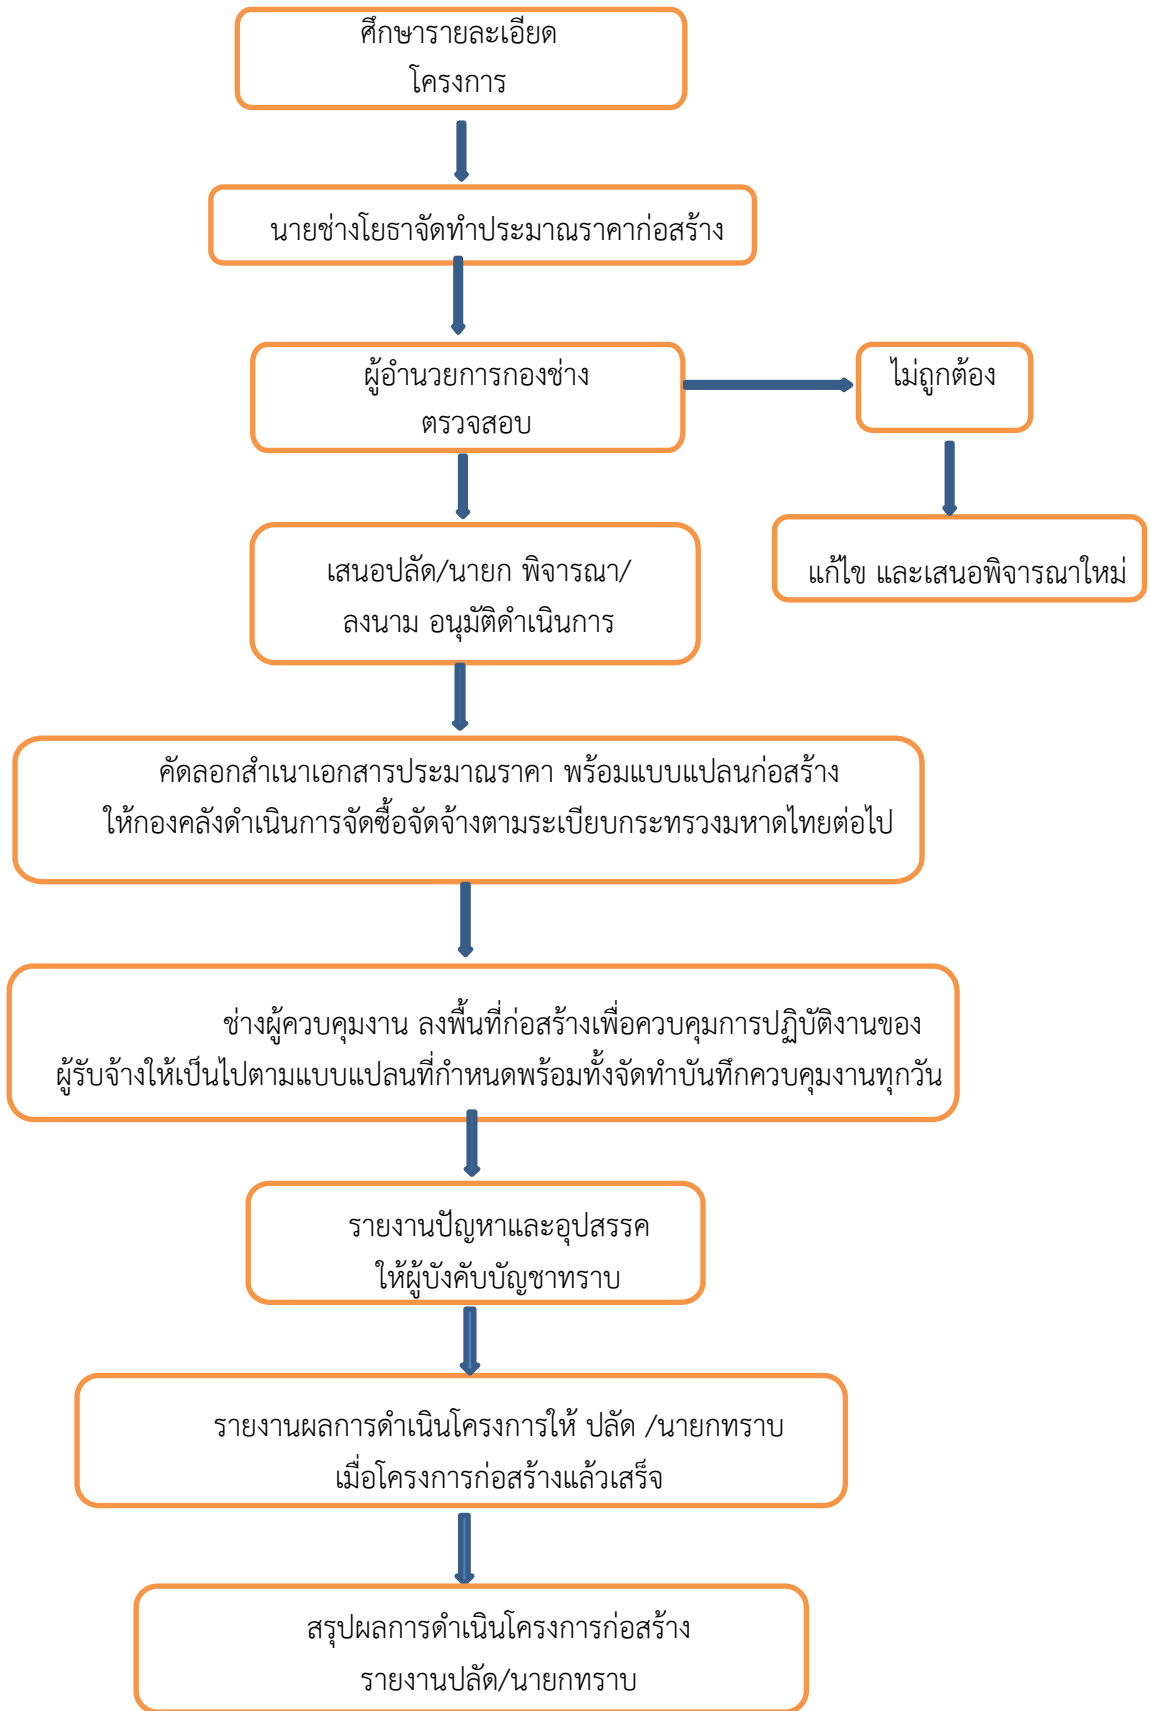 ศึกษารายละเอียด
โครงการ
นายช่างโยธาจัดทำประมาณราคาก่อสร้าง
ผู้อำนวยการกองช่าง
ตรวจสอบ
ไม่ถูกต้อง
แก้ไข และเสนอพิจารณาใหม่
เสนอปลัด/นายก พิจารณา/
ลงนาม อนุมัติดำเนินการ
คัดลอกสำเนาเอกสารประมาณราคา พร้อมแบบแปลนก่อสร้าง
ให้กองคลังดำเนินการจัดซื้อจัดจ้างตามระเบียบกระทรวงมหาดไทยต่อไป
ช่างผู้ควบคุมงาน ลงพื้นที่ก่อสร้างเพื่อควบคุมการปฏิบัติงานของ
ผู้รับจ้างให้เป็นไปตามแบบแปลนที่กำหนดพร้อมทั้งจัดทำบันทึกควบคุมงานทุกวัน
รายงานปัญหาและอุปสรรค
ให้ผู้บังคับบัญชาทราบ
รายงานผลการดำเนินโครงการให้ ปลัด /นายกทราบ
เมื่อโครงการก่อสร้างแล้วเสร็จ
สรุปผลการดำเนินโครงการก่อสร้าง
รายงานปลัด/นายกทราบ